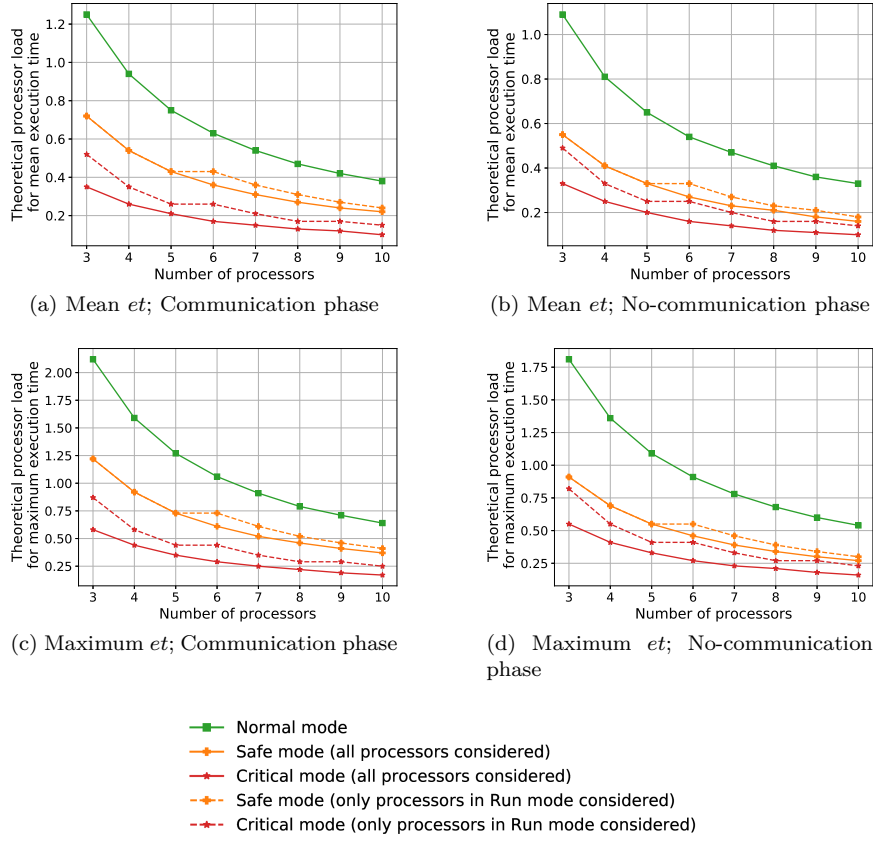 Theoretical processor load
for mean execution time
1.2
1.0
0.8
0.6
0.4
0.2
3 4 5 6 7 8 9 10
Number of processors
(a) Mean et; Communication phase
Theoretical processor load
for mean execution time
1.0
0.8
0.6
0.4
0.2
3 4 5 6 7 8 9 10
Number of processors
(b) Mean et; No-communication phase
Theoretical processor load
for maximum execution time
2.00
1.75
1.50
1.25
1.00
0.75
0.50
0.25
3 4 5 6 7 8 9 10
Number of processors
(c) Maximum et; Communication phase
Theoretical processor load
for maximum execution time
1.75
1.50
1.25
1.00
0.75
0.50
0.25
3 4 5 6 7 8 9 10
Number of processors
(d) Maximum et; No-communication
phase
Normal mode
Safe mode (all processors considered)
Critical mode (all processors considered)
Safe mode (only processors in Run mode considered)
Critical mode (only processors in Run mode considered)